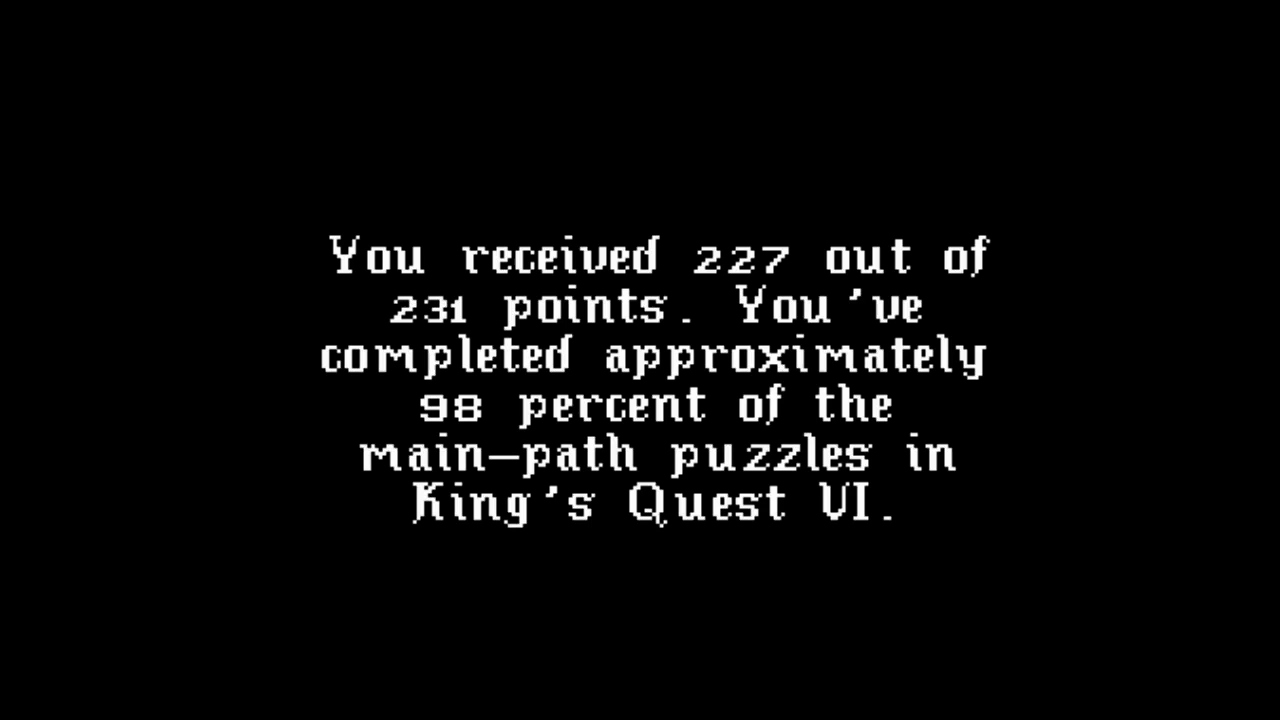 You received 227 out of
231 points. You've
completed approximately
98 percent of the
main-path puzzles in
King's Quest VI.